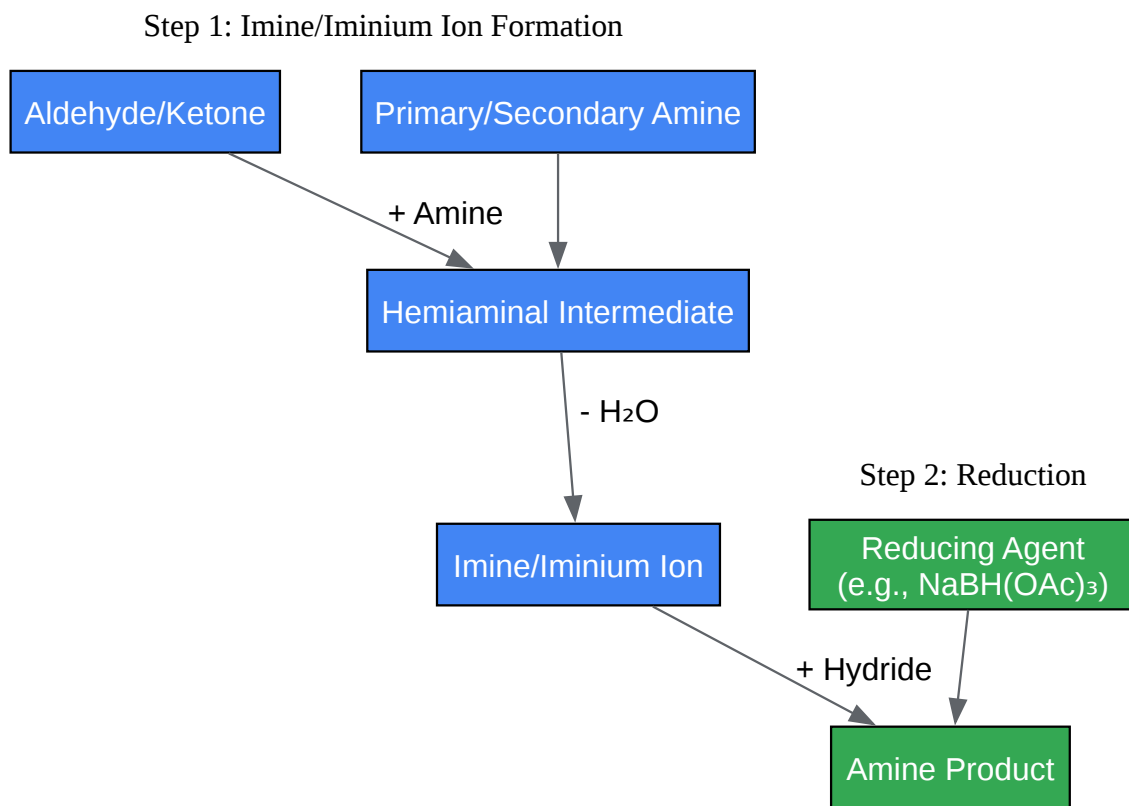 Step 1: Imine/Iminium Ion Formation
Aldehyde/Ketone
Primary/Secondary Amine
+ Amine
Hemiaminal Intermediate
- H₂O
Step 2: Reduction
Imine/Iminium Ion
Reducing Agent
(e.g., NaBH(OAc)₃)
+ Hydride
Amine Product